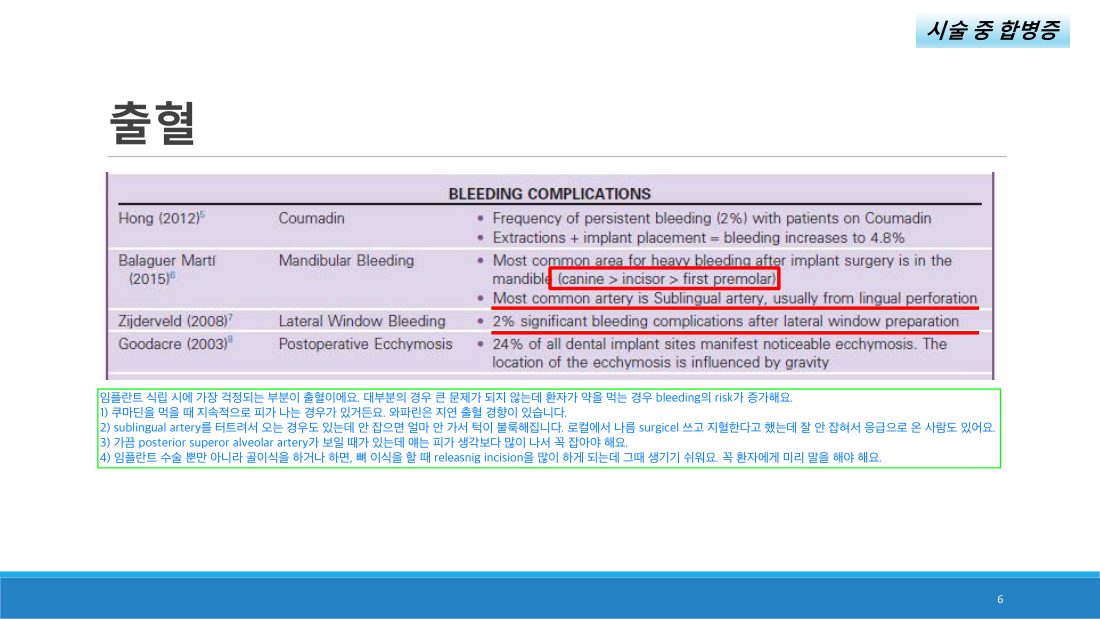 시술 중 합병증
출혈
BLEEDING COMPLICATIONS
Hong (2012)5 Coumadin • Frequency of persistent bleeding (2%) with patients on Coumadin
• Extractions + implant placement = bleeding increases to 4.8%
Balaguer Martí Mandibular Bleeding • Most common area for heavy bleeding after implant surgery is in the
(2015)6 mandible (canine > incisor > first premolar)
• Most common artery is Sublingual artery, usually from lingual perforation
Zijderveld (2008)7 Lateral Window Bleeding • 2% significant bleeding complications after lateral window preparation
Goodacre (2003)8 Postoperative Ecchymosis • 24% of all dental implant sites manifest noticeable ecchymosis. The
location of the ecchymosis is influenced by gravity
임플란트 식립 시에 가장 걱정되는 부분이 출혈이에요. 대부분의 경우 큰 문제가 되지 않는데 환자가 약을 먹는 경우 bleeding의 risk가 증가해요.
1) 쿠마딘을 먹을 때 지속적으로 피가 나는 경우가 있거든요. 와파린은 지연 출혈 경향이 있습니다.
2) sublingual artery를 터트려서 오는 경우도 있는데 안 잡으면 얼마 안 가서 턱이 불룩해집니다. 로컬에서 나름 surgicel 쓰고 지혈한다고 했는데 잘 안 잡혀서 응급으로 온 사람도 있어요.
3) 가끔 posterior superor alveolar artery가 보일 때가 있는데 얘는 피가 생각보다 많이 나서 꼭 잡아야 해요.
4) 임플란트 수술 뿐만 아니라 골이식을 하거나 하면, 뼈 이식을 할 때 releasnig incision을 많이 하게 되는데 그때 생기기 쉬워요. 꼭 환자에게 미리 말을 해야 해요.
6